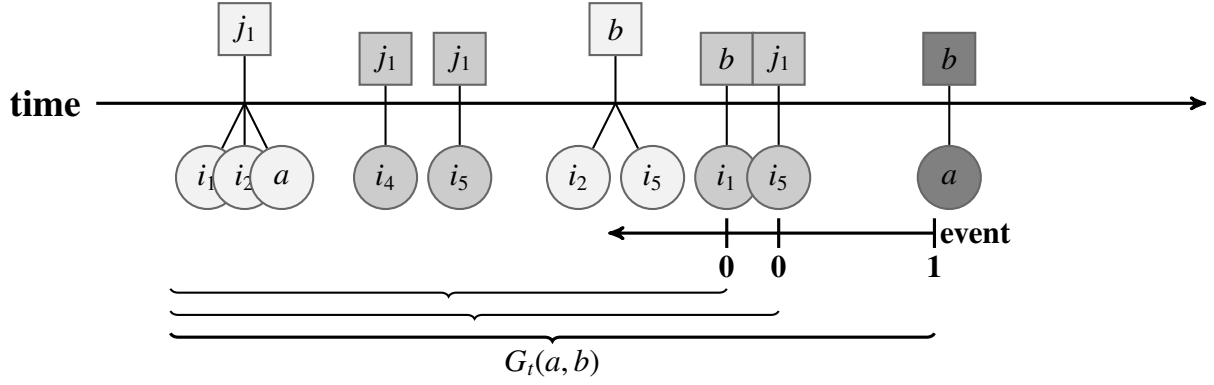 j₁ b
j₁ j₁ b j₁ b
time
i₁ i₂ a i₄ i₅ i₂ i₅ i₁ i₅ a
event
0 0 1
Gₜ(a, b)